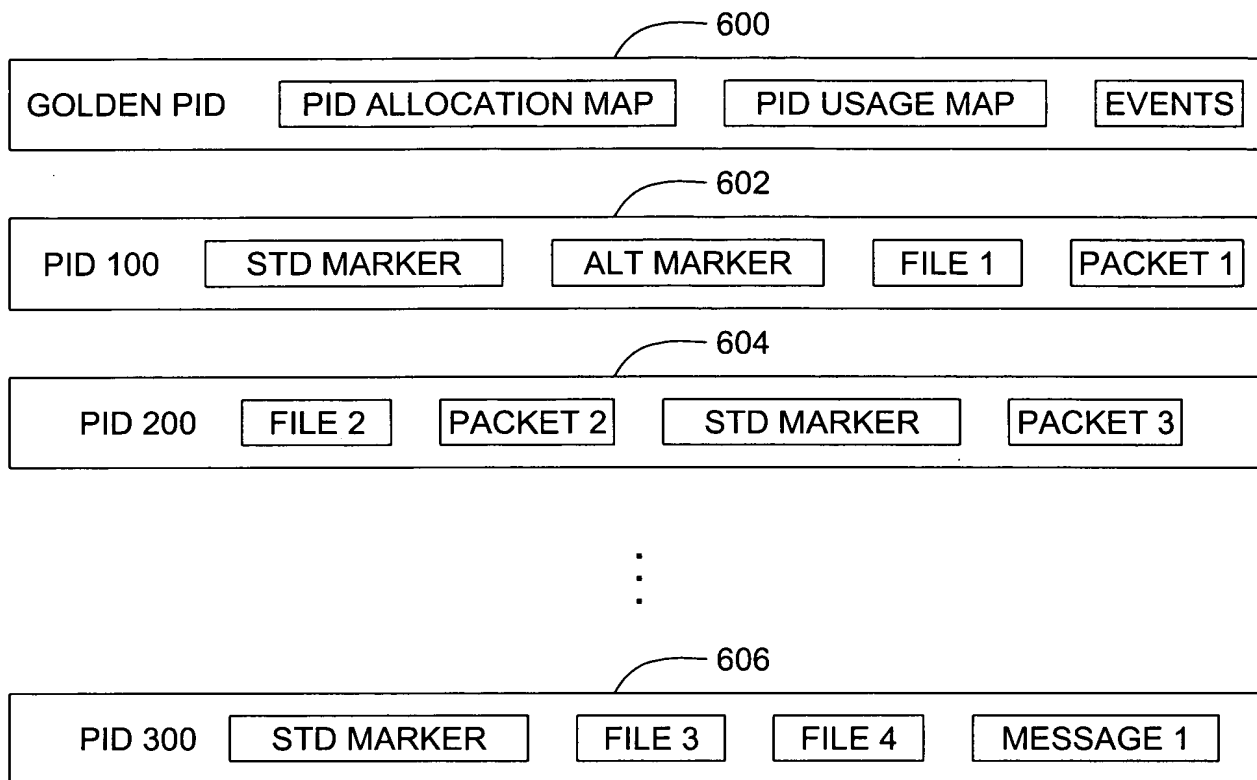 600
GOLDEN PID PID ALLOCATION MAP PID USAGE MAP EVENTS
602
PID 100 STD MARKER ALT MARKER FILE 1 PACKET 1
604
PID 200 FILE 2 PACKET 2 STD MARKER PACKET 3
606
PID 300 STD MARKER FILE 3 FILE 4 MESSAGE 1